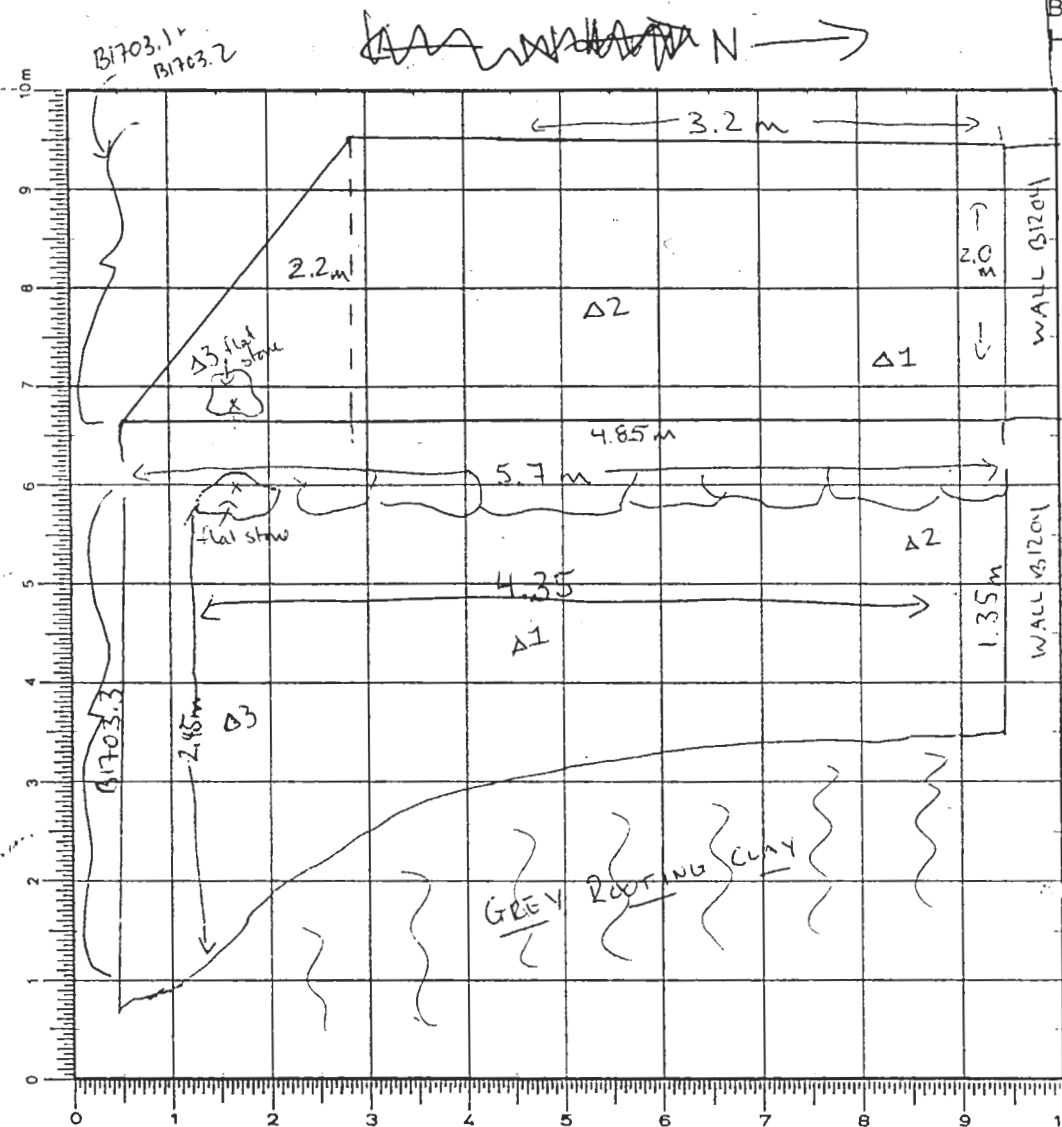 B
B1703.1+
B1703.2
N
10m
3.2 m
9
WALL B1204
2.0
m
2.2m
8
Δ2
Δ3 flat
stone
Δ1
7
4.85m
5.7 m
6
flat stone
Δ2
WALL B1204
5
4.35
1.35m
Δ1
4
B1703.3
2.45m
Δ3
3
GREY ROOTING CLAY
2
1
0
0 1 2 3 4 5 6 7 8 9 1